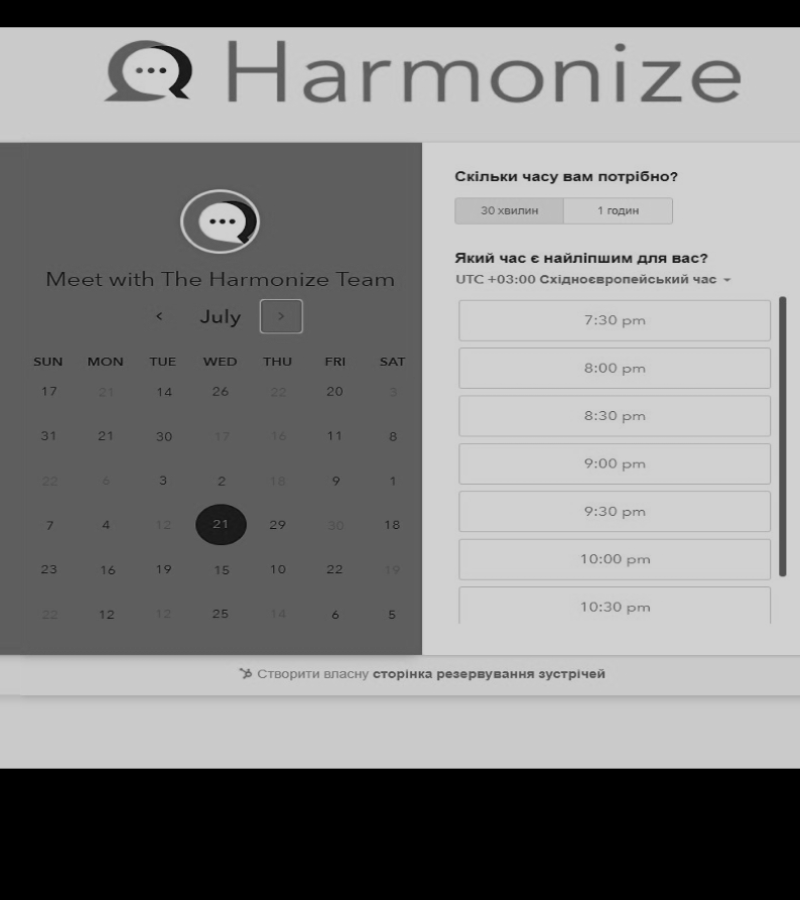 Harmonize
Meet with The Harmonize Team
July
SUN MON TUE WED THU FRI SAT
17 21 14 26 22 20 3
31 21 30 17 16 11 8
22 6 3 2 18 9 1
7 4 12 21 29 30 18
23 16 19 15 10 22 19
22 12 12 25 14 6 5
Скільки часу вам потрібно?
30 хвилин 1 годин
Який час є найліпшим для вас?
UTC +03:00 Східноєвропейський час
7:30 pm
8:00 pm
8:30 pm
9:00 pm
9:30 pm
10:00 pm
10:30 pm
Створити власну сторінка резервування зустрічей